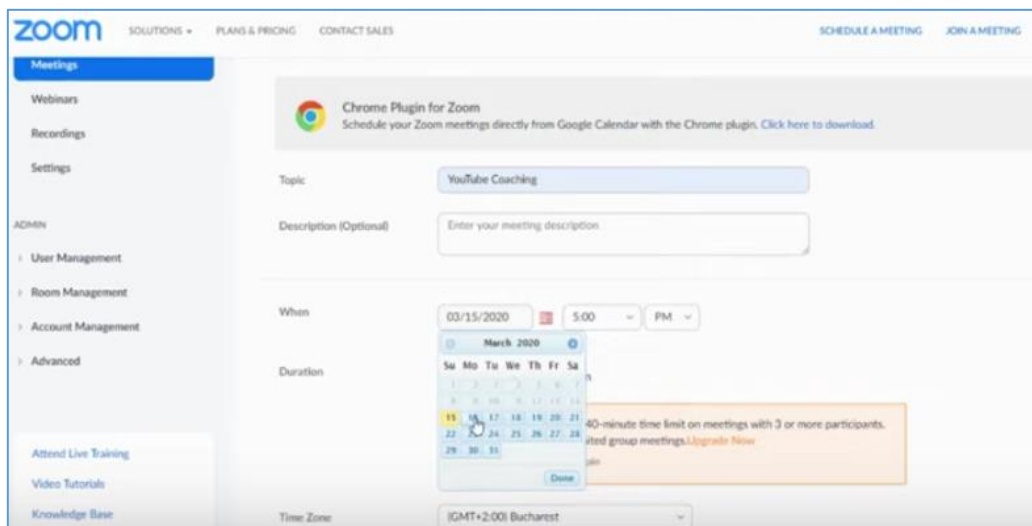 zoom SOLUTIONS PLANS & PRICING CONTACT SALES SCHEDULE A MEETING JOIN A MEETING
Meetings
Webinars
Recordings
Settings
ADMIN
User Management
Room Management
Account Management
Advanced
Attend Live Training
Video Tutorials
Knowledge Base
Chrome Plugin for Zoom
Schedule your Zoom meetings directly from Google Calendar with the Chrome plugin. Click here to download.
Topic YouTube Coaching
Description (Optional) Enter your meeting description
When 03/15/2020 5:00 PM
March 2020
Su Mo Tu We Th Fr Sa
15 16 17 18 19 20 21
22 24 25 26 27 28
29 30 31
Done
Duration
40-minute time limit on meetings with 3 or more participants.
group meetings. Upgrade Now
Time Zone (GMT+2:00) Bucharest